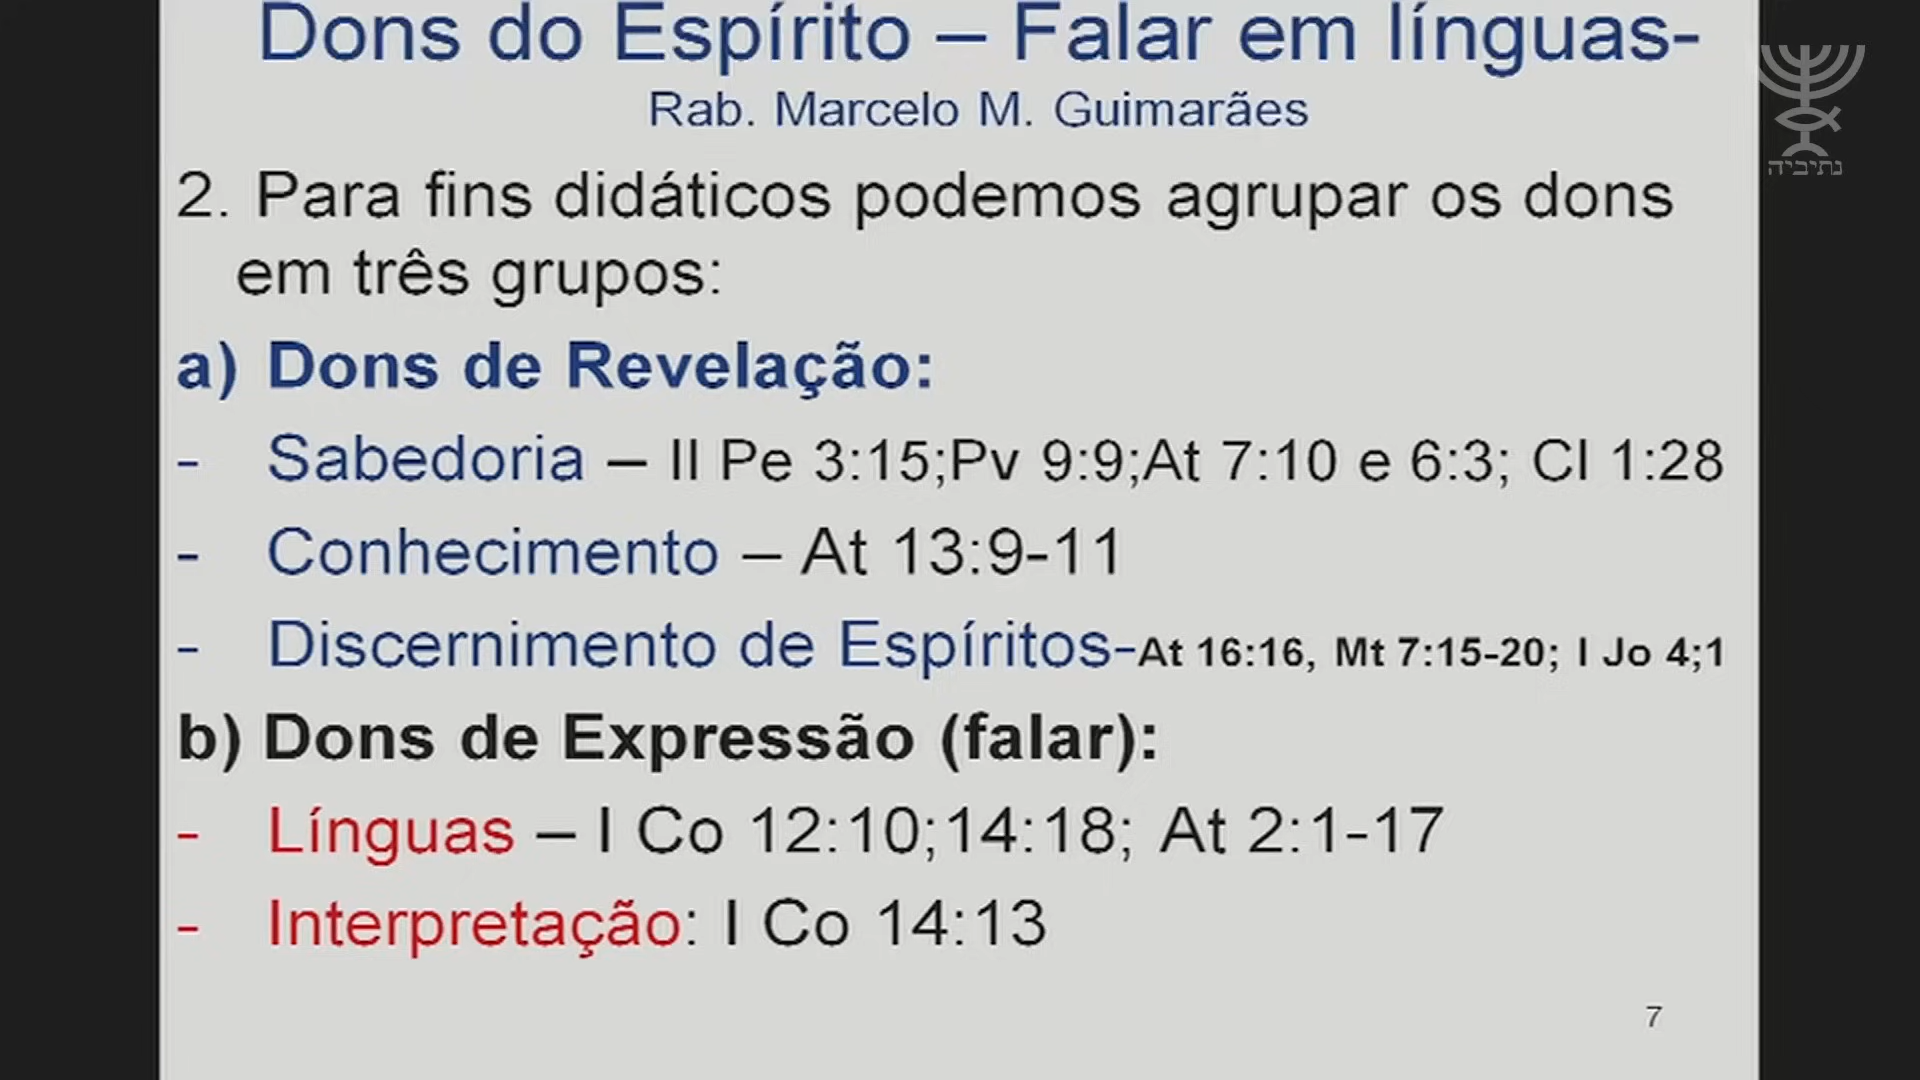 Dons do Espírito – Falar em línguas-
Rab. Marcelo M. Guimarães
נתיביה
2. Para fins didáticos podemos agrupar os dons
em três grupos:
a) Dons de Revelação:
- Sabedoria – II Pe 3:15;Pv 9:9;At 7:10 e 6:3; Cl 1:28
- Conhecimento – At 13:9-11
- Discernimento de Espíritos-At 16:16, Mt 7:15-20; I Jo 4;1
b) Dons de Expressão (falar):
- Línguas – I Co 12:10;14:18; At 2:1-17
- Interpretação: I Co 14:13
7